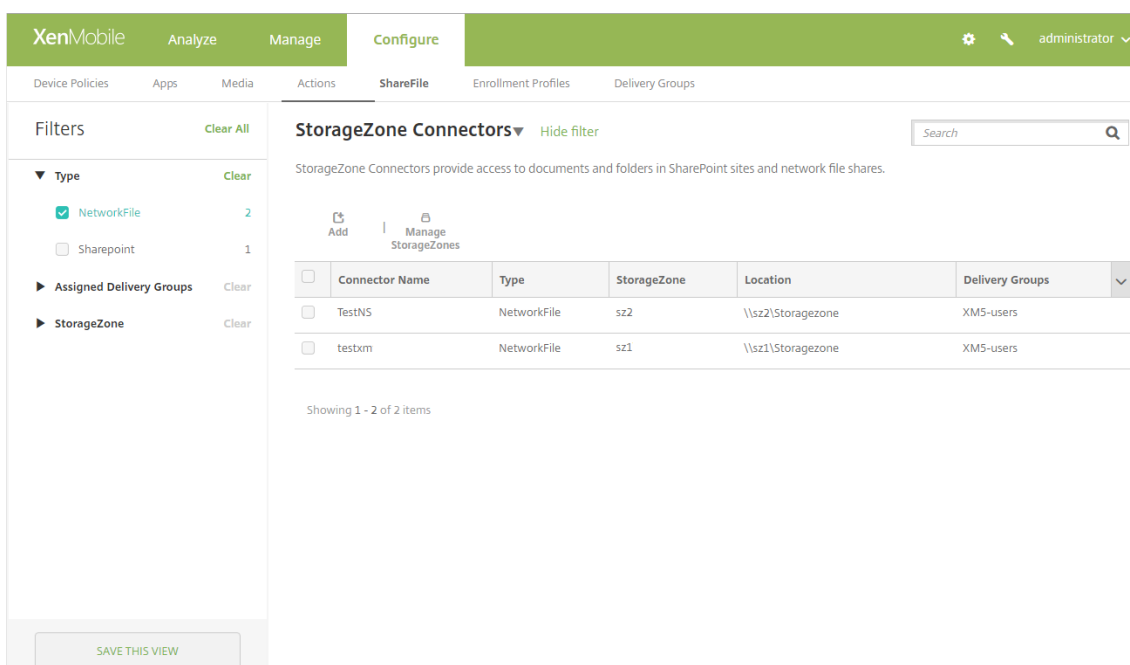 XenMobile Analyze Manage Configure administrator
Device Policies Apps Media Actions ShareFile Enrollment Profiles Delivery Groups
Filters Clear All
Type Clear
NetworkFile 2
Sharepoint 1
Assigned Delivery Groups Clear
StorageZone Clear
SAVE THIS VIEW
StorageZone Connectors Hide filter
Search
StorageZone Connectors provide access to documents and folders in SharePoint sites and network file shares.
Add | Manage
StorageZones
Connector Name Type StorageZone Location Delivery Groups
TestNS NetworkFile sz2 \\sz2\Storagezone XM5-users
testxm NetworkFile sz1 \\sz1\Storagezone XM5-users
Showing 1 - 2 of 2 items